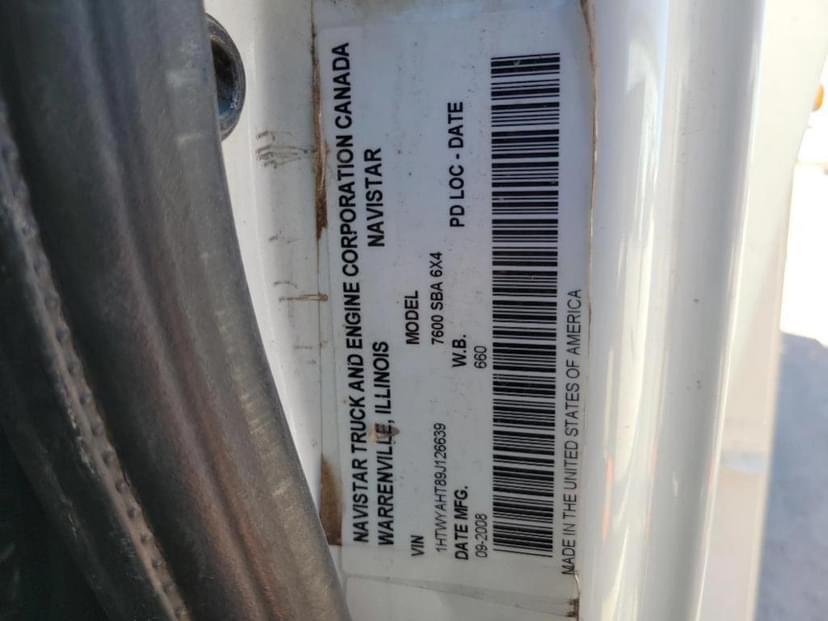 NAVISTAR TRUCK AND ENGINE CORPORATION CANADA
WARRENVILLE, ILLINOIS NAVISTAR
VIN MODEL
1HTWYAHT89J126639 7600 SBA 6X4
DATE MFG. W.B. PD LOC - DATE
09-2008 660
MADE IN THE UNITED STATES OF AMERICA